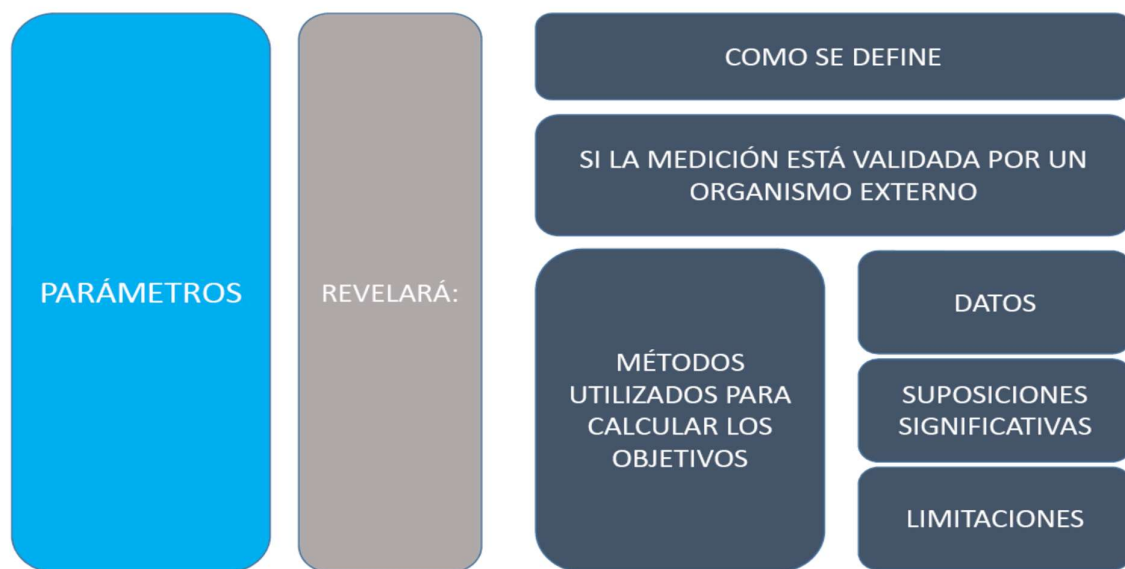 PARÁMETROS
REVELARÁ:
COMO SE DEFINE
SI LA MEDICIÓN ESTÁ VALIDADA POR UN
ORGANISMO EXTERNO
MÉTODOS
UTILIZADOS PARA
CALCULAR LOS
OBJETIVOS
DATOS
SUPOSICIONES
SIGNIFICATIVAS
LIMITACIONES